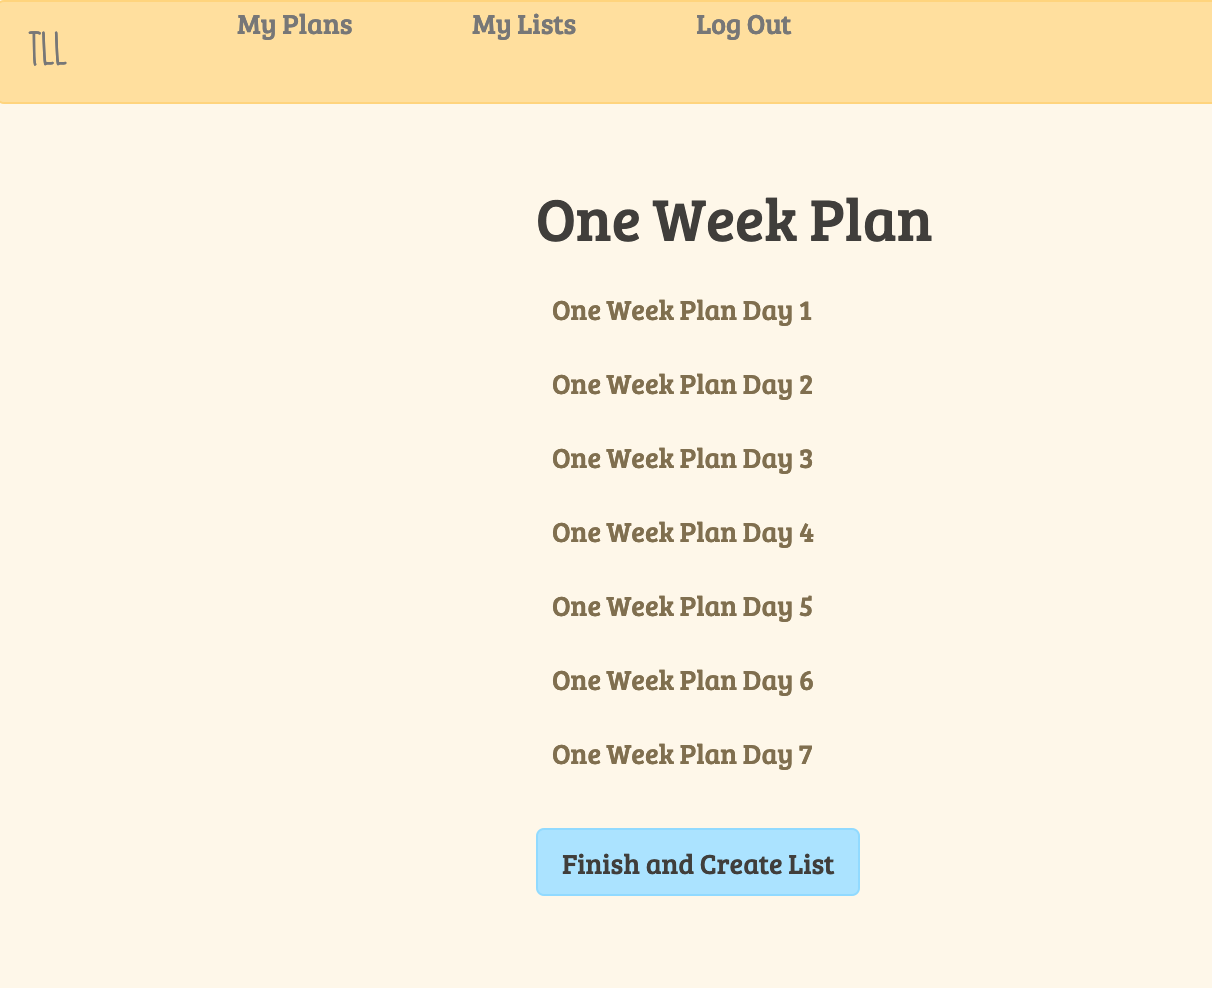 TLL
My Plans
My Lists
Log Out
One Week Plan
One Week Plan Day 1
One Week Plan Day 2
One Week Plan Day 3
One Week Plan Day 4
One Week Plan Day 5
One Week Plan Day 6
One Week Plan Day 7
Finish and Create List